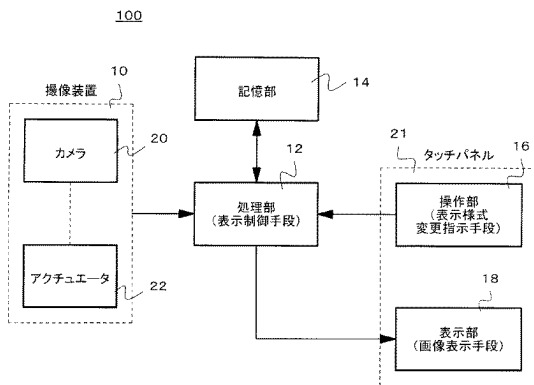 100
10
撮像装置
カメラ
20
アクチュエータ
22
記憶部
14
12
処理部
(表示制御手段)
21
タッチパネル
16
操作部
(表示様式
変更指示手段)
18
表示部
(画像表示手段)